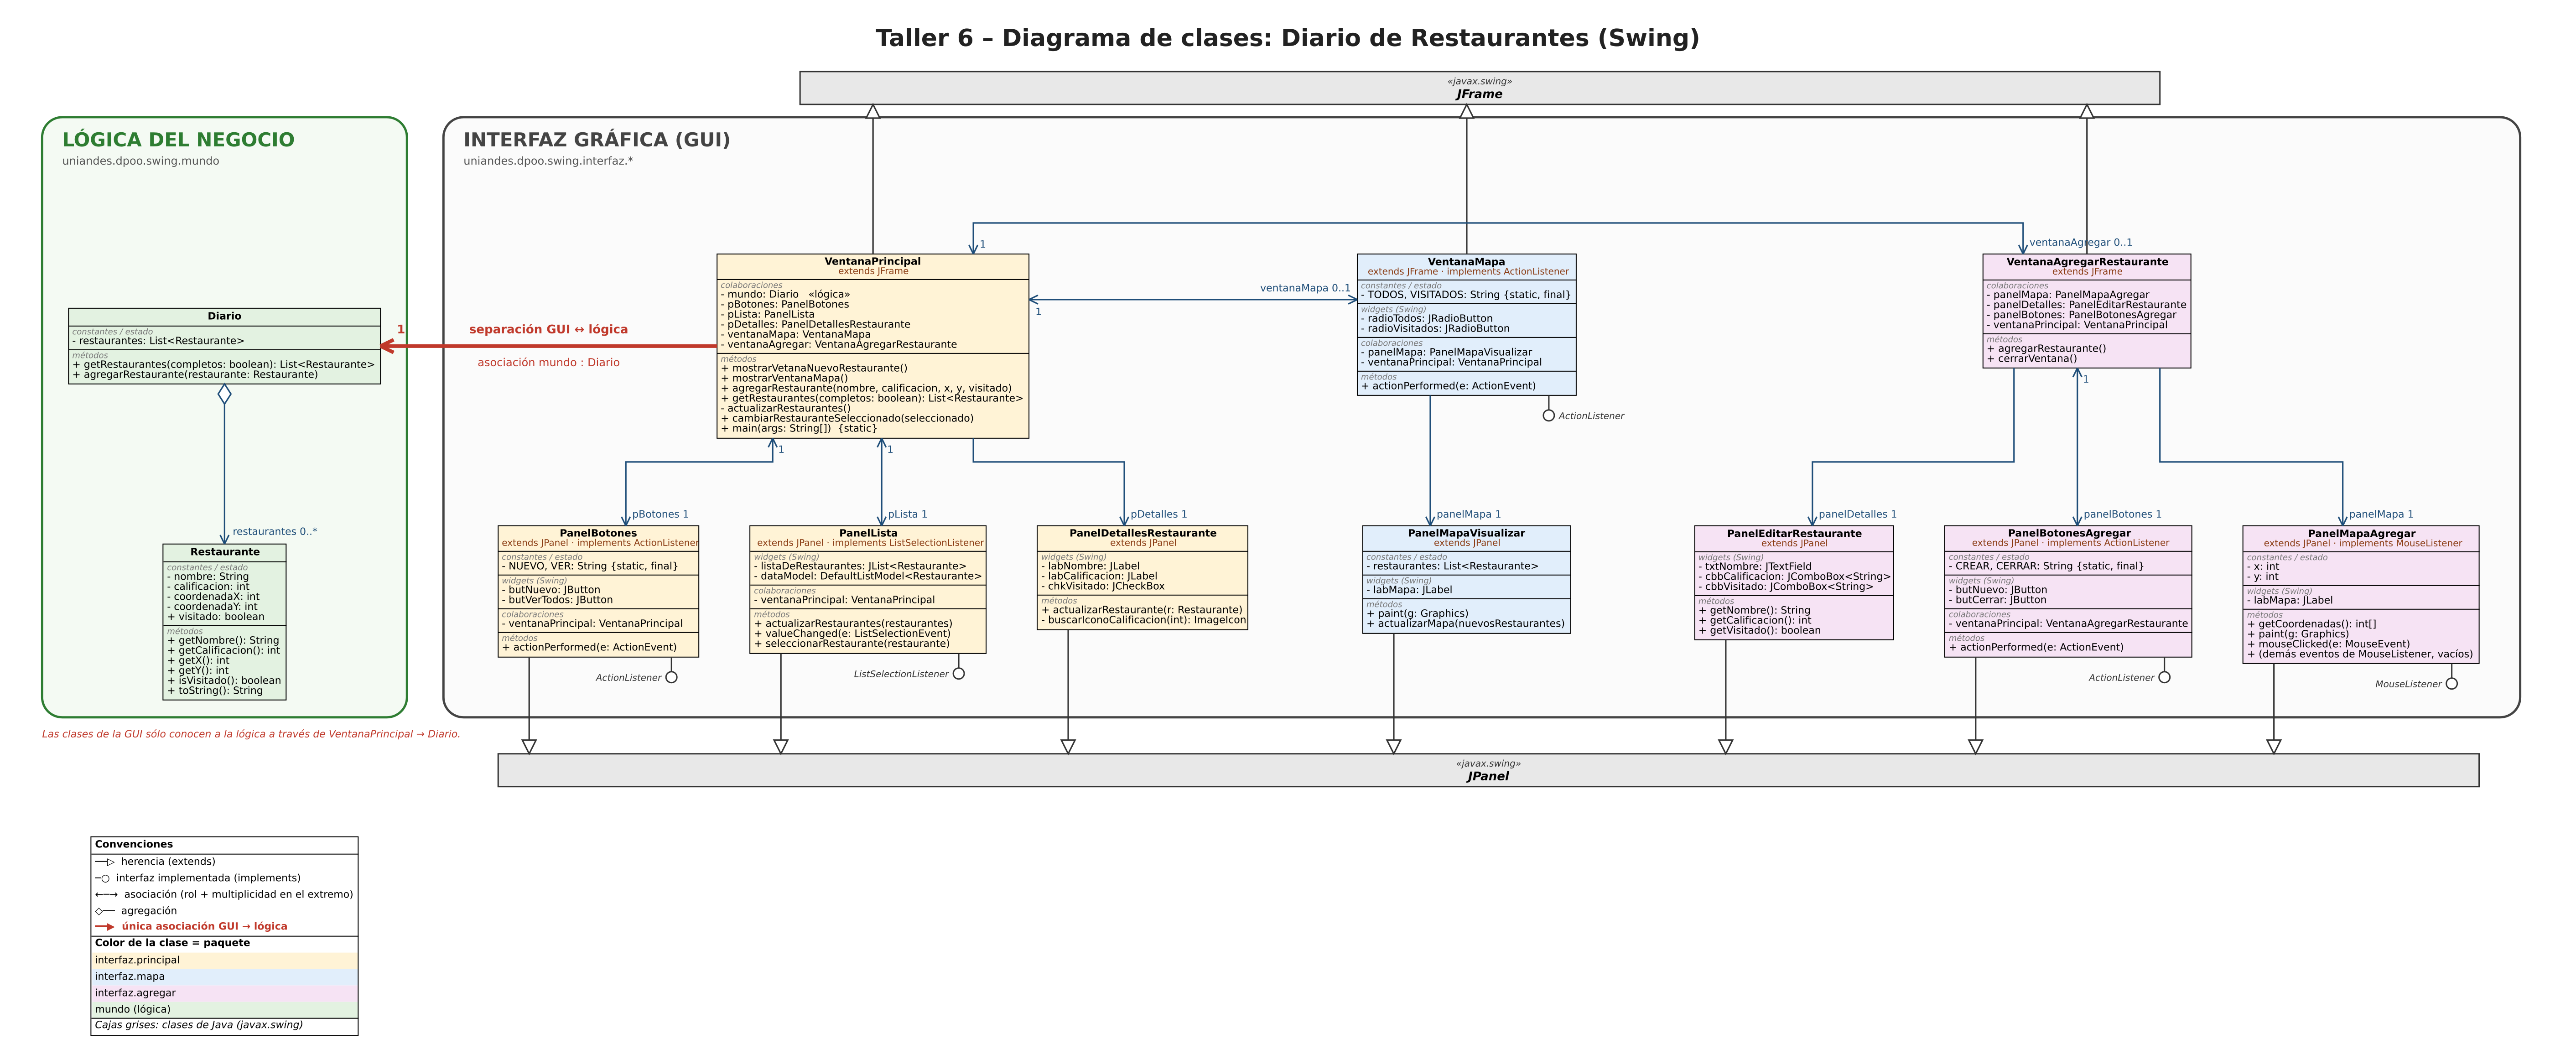 Taller 6 – Diagrama de clases: Diario de Restaurantes (Swing)
«javax.swing»
JFrame
LÓGICA DEL NEGOCIO
uniandes.dpoo.swing.mundo
INTERFAZ GRÁFICA (GUI)
uniandes.dpoo.swing.interfaz.*
Diario
constantes / estado
- restaurantes: List<Restaurante>
métodos
+ getRestaurantes(completos: boolean): List<Restaurante>
+ agregarRestaurante(restaurante: Restaurante)
restaurantes 0..*
Restaurante
constantes / estado
- nombre: String
- calificacion: int
- coordenadaX: int
- coordenadaY: int
+ visitado: boolean
métodos
+ getNombre(): String
+ getCalificacion(): int
+ getX(): int
+ getY(): int
+ isVisitado(): boolean
+ toString(): String
1
separación GUI ↔ lógica
asociación mundo : Diario
VentanaPrincipal
extends JFrame
colaboraciones
- mundo: Diario «lógica»
- pBotones: PanelBotones
- pLista: PanelLista
- pDetalles: PanelDetallesRestaurante
- ventanaMapa: VentanaMapa
- ventanaAgregar: VentanaAgregarRestaurante
métodos
+ mostrarVetanaNuevoRestaurante()
+ mostrarVentanaMapa()
+ agregarRestaurante(nombre, calificacion, x, y, visitado)
+ getRestaurantes(completos: boolean): List<Restaurante>
- actualizarRestaurantes()
+ cambiarRestauranteSeleccionado(seleccionado)
+ main(args: String[]) {static}
1
ventanaMapa 0..1
1
VentanaMapa
extends JFrame · implements ActionListener
constantes / estado
- TODOS, VISITADOS: String {static, final}
widgets (Swing)
- radioTodos: JRadioButton
- radioVisitados: JRadioButton
colaboraciones
- panelMapa: PanelMapaVisualizar
- ventanaPrincipal: VentanaPrincipal
métodos
+ actionPerformed(e: ActionEvent)
ActionListener
ventanaAgregar 0..1
VentanaAgregarRestaurante
extends JFrame
colaboraciones
- panelMapa: PanelMapaAgregar
- panelDetalles: PanelEditarRestaurante
- panelBotones: PanelBotonesAgregar
- ventanaPrincipal: VentanaPrincipal
métodos
+ agregarRestaurante()
+ cerrarVentana()
1
1
1
pBotones 1
pLista 1
pDetalles 1
panelMapa 1
panelDetalles 1
panelBotones 1
panelMapa 1
PanelBotones
extends JPanel · implements ActionListener
constantes / estado
- NUEVO, VER: String {static, final}
widgets (Swing)
- butNuevo: JButton
- butVerTodos: JButton
colaboraciones
- ventanaPrincipal: VentanaPrincipal
métodos
+ actionPerformed(e: ActionEvent)
ActionListener
PanelLista
extends JPanel · implements ListSelectionListener
widgets (Swing)
- listaDeRestaurantes: JList<Restaurante>
- dataModel: DefaultListModel<Restaurante>
colaboraciones
- ventanaPrincipal: VentanaPrincipal
métodos
+ actualizarRestaurantes(restaurantes)
+ valueChanged(e: ListSelectionEvent)
+ seleccionarRestaurante(restaurante)
ListSelectionListener
PanelDetallesRestaurante
extends JPanel
widgets (Swing)
- labNombre: JLabel
- labCalificacion: JLabel
- chkVisitado: JCheckBox
métodos
+ actualizarRestaurante(r: Restaurante)
- buscarIconoCalificacion(int): ImageIcon
PanelMapaVisualizar
extends JPanel
constantes / estado
- restaurantes: List<Restaurante>
widgets (Swing)
- labMapa: JLabel
métodos
+ paint(g: Graphics)
+ actualizarMapa(nuevosRestaurantes)
PanelEditarRestaurante
extends JPanel
widgets (Swing)
- txtNombre: JTextField
- cbbCalificacion: JComboBox<String>
- cbbVisitado: JComboBox<String>
métodos
+ getNombre(): String
+ getCalificacion(): int
+ getVisitado(): boolean
PanelBotonesAgregar
extends JPanel · implements ActionListener
constantes / estado
- CREAR, CERRAR: String {static, final}
widgets (Swing)
- butNuevo: JButton
- butCerrar: JButton
colaboraciones
- ventanaPrincipal: VentanaAgregarRestaurante
métodos
+ actionPerformed(e: ActionEvent)
ActionListener
PanelMapaAgregar
extends JPanel · implements MouseListener
constantes / estado
- x: int
- y: int
widgets (Swing)
- labMapa: JLabel
métodos
+ getCoordenadas(): int[]
+ paint(g: Graphics)
+ mouseClicked(e: MouseEvent)
+ (demás eventos de MouseListener, vacíos)
MouseListener
Las clases de la GUI sólo conocen a la lógica a través de VentanaPrincipal → Diario.
«javax.swing»
JPanel
Convenciones
──▷ herencia (extends)
─○ interfaz implementada (implements)
←─→ asociación (rol + multiplicidad en el extremo)
◇── agregación
━━▶ única asociación GUI → lógica
Color de la clase = paquete
interfaz.principal
interfaz.mapa
interfaz.agregar
mundo (lógica)
Cajas grises: clases de Java (javax.swing)